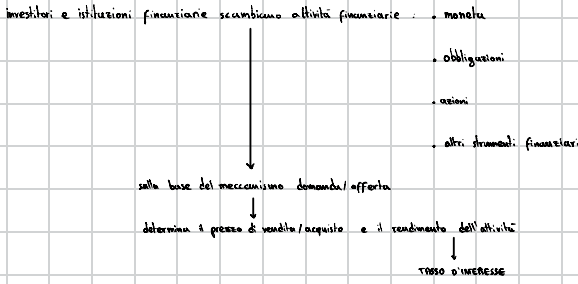 investitori e istituzioni finanziarie scambiano attività finanziarie : • moneta
• obbligazioni
• azioni
• altri strumenti finanziari
sulla base del meccanismo domanda/offerta
determina il prezzo di vendita/acquisto e il rendimento dell'attività
TASSO D'INTERESSE